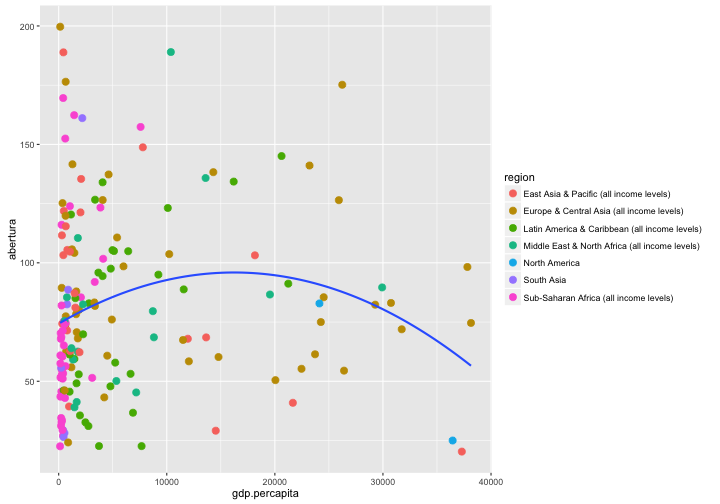 200
150
100
50
abertura
0
10000
20000
30000
40000
gdp.percapita
region
East Asia & Pacific (all income levels)
Europe & Central Asia (all income levels)
Latin America & Caribbean (all income levels)
Middle East & North Africa (all income levels)
North America
South Asia
Sub-Saharan Africa (all income levels)